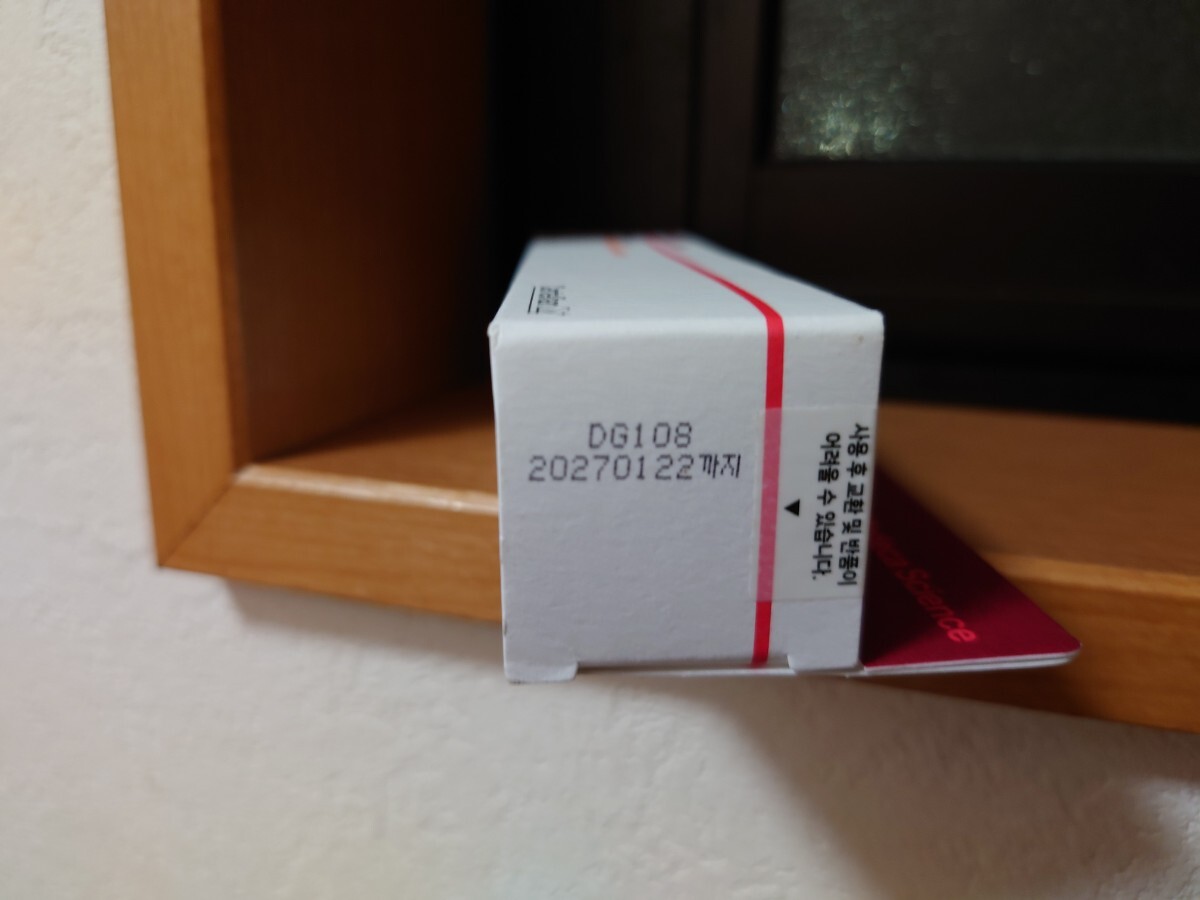 DG108
20270122까지
사용 후 교환 및 반품이
어려울 수 있습니다.
Science